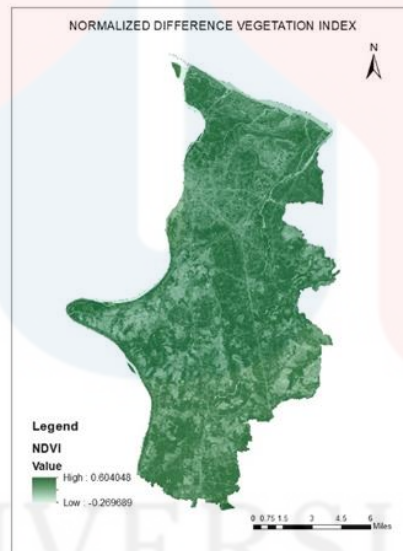 NORMALIZED DIFFERENCE VEGETATION INDEX
N
Legend
NDVI
Value
High : 0.604048
Low : -0.269689
0 0.75 1.5 3 4.5 6
Miles